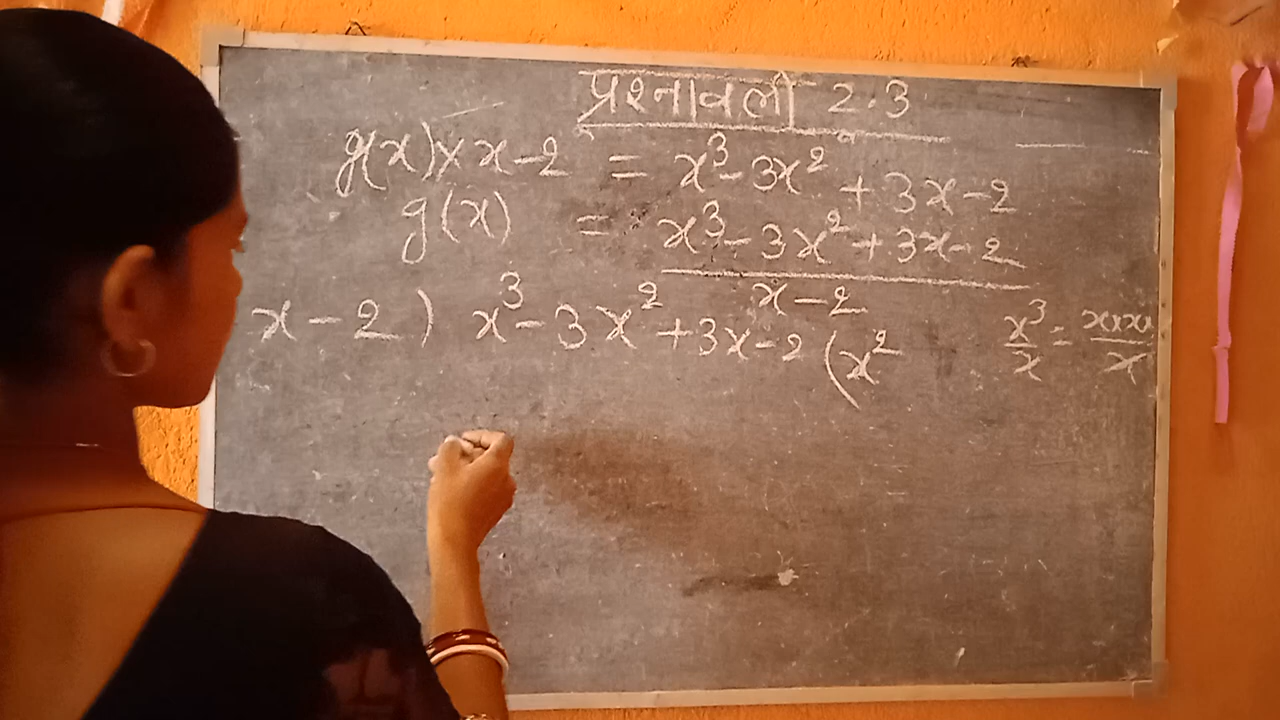 प्रश्नावली 2.3
g(x)×x-2 = x³-3x²+3x-2
g(x) = x³-3x²+3x-2
x-2
x-2) x³-3x²+3x-2 (x²
x³/x = x×x×x/x